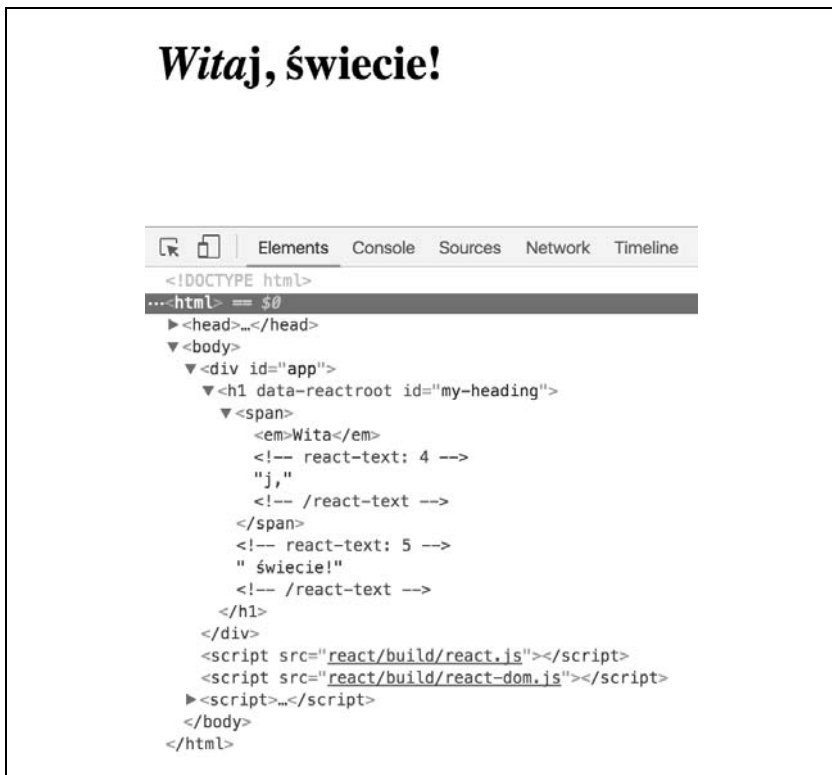 Witaj, świecie!
Elements Console Sources Network Timeline
<!DOCTYPE html>
…<html> == $0
▶<head>…</head>
▼<body>
▼<div id="app">
▼<h1 data-reactroot id="my-heading">
▼<span>
<em>Wita</em>
<!-- react-text: 4 -->
"j,"
<!-- /react-text -->
</span>
<!-- react-text: 5 -->
" świecie!"
<!-- /react-text -->
</h1>
</div>
<script src="react/build/react.js"></script>
<script src="react/build/react-dom.js"></script>
▶<script>…</script>
</body>
</html>